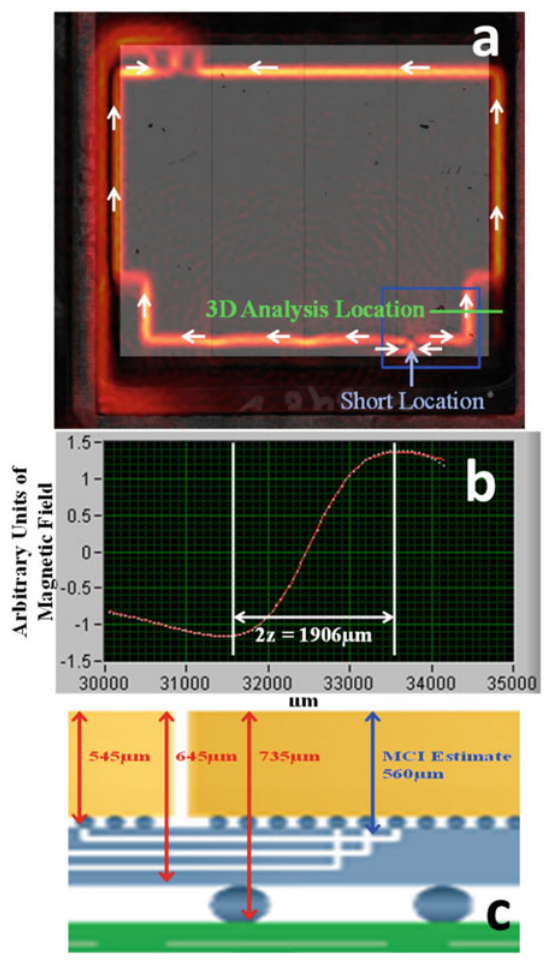 a
3D Analysis Location
Short Location
Arbitrary Units of
Magnetic Field
1.5
1
0.5
0
-0.5
-1
-1.5
b
2z = 1906µm
30000 31000 32000 33000 34000 35000
µm
545µm 645µm 735µm MCI Estimate
560µm
c